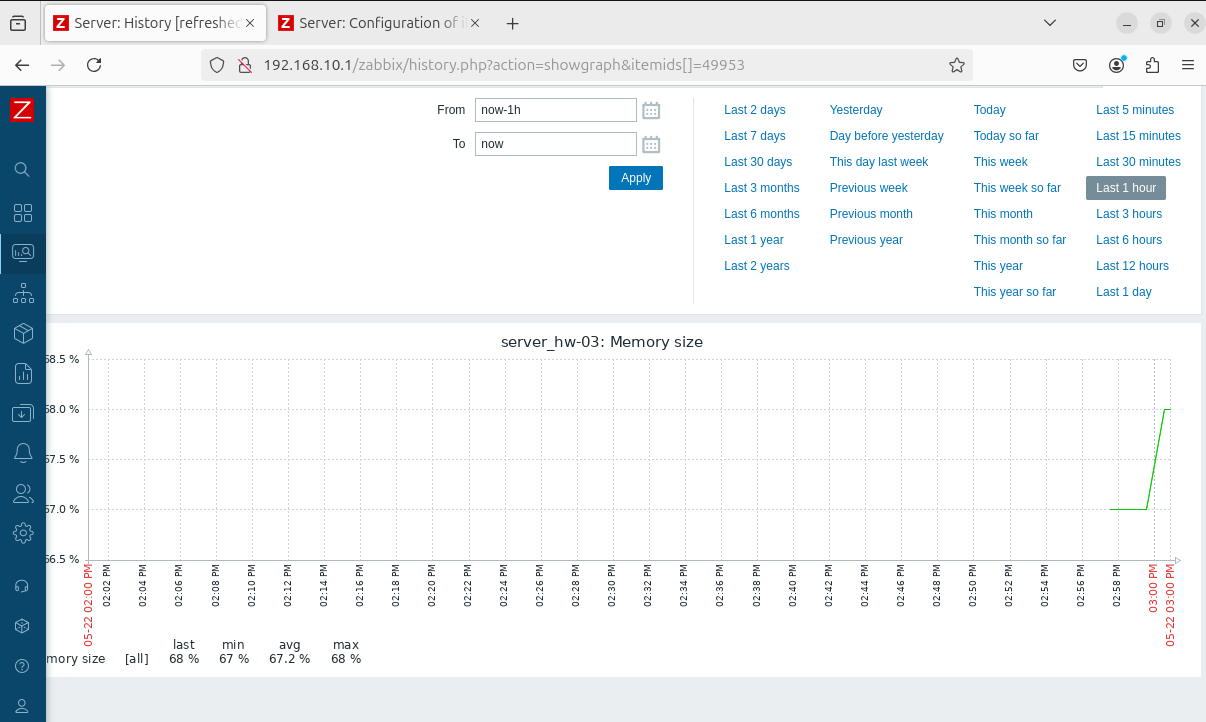 Z Server: History [refreshed
Z Server: Configuration of it
192.168.10.1/zabbix/history.php?action=showgraph&itemids[]=49953
Z
From now-1h
To now
Apply
Last 2 days Yesterday Today Last 5 minutes
Last 7 days Day before yesterday Today so far Last 15 minutes
Last 30 days This day last week This week Last 30 minutes
Last 3 months Previous week This week so far Last 1 hour
Last 6 months Previous month This month Last 3 hours
Last 1 year Previous year This month so far Last 6 hours
Last 2 years This year Last 12 hours
This year so far Last 1 day
server_hw-03: Memory size
68.5 %
68.0 %
67.5 %
67.0 %
66.5 %
05-22 02:00 PM 02:02 PM 02:04 PM 02:06 PM 02:08 PM 02:10 PM 02:12 PM 02:14 PM 02:16 PM 02:18 PM 02:20 PM 02:22 PM 02:24 PM 02:26 PM 02:28 PM 02:30 PM 02:32 PM 02:34 PM 02:36 PM 02:38 PM 02:40 PM 02:42 PM 02:44 PM 02:46 PM 02:48 PM 02:50 PM 02:52 PM 02:54 PM 02:56 PM 02:58 PM 03:00 PM 05-22 03:00 PM
last min avg max
mory size [all] 68 % 67 % 67.2 % 68 %